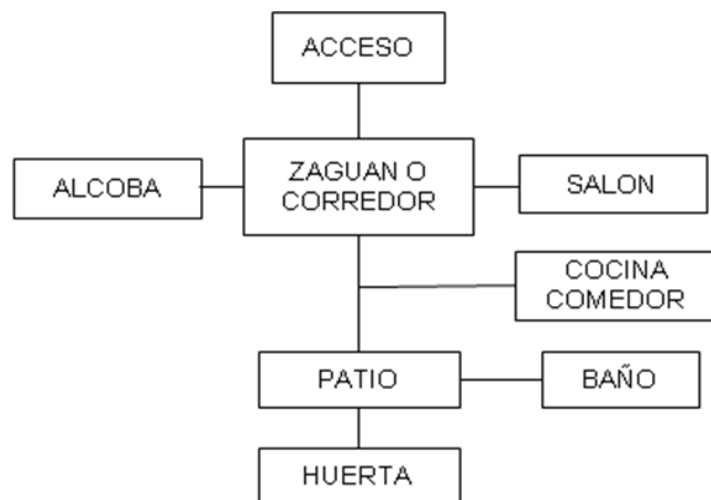 ACCESO
ALCOBA
ZAGUAN O
CORREDOR
SALON
COCINA
COMEDOR
PATIO
BAÑO
HUERTA